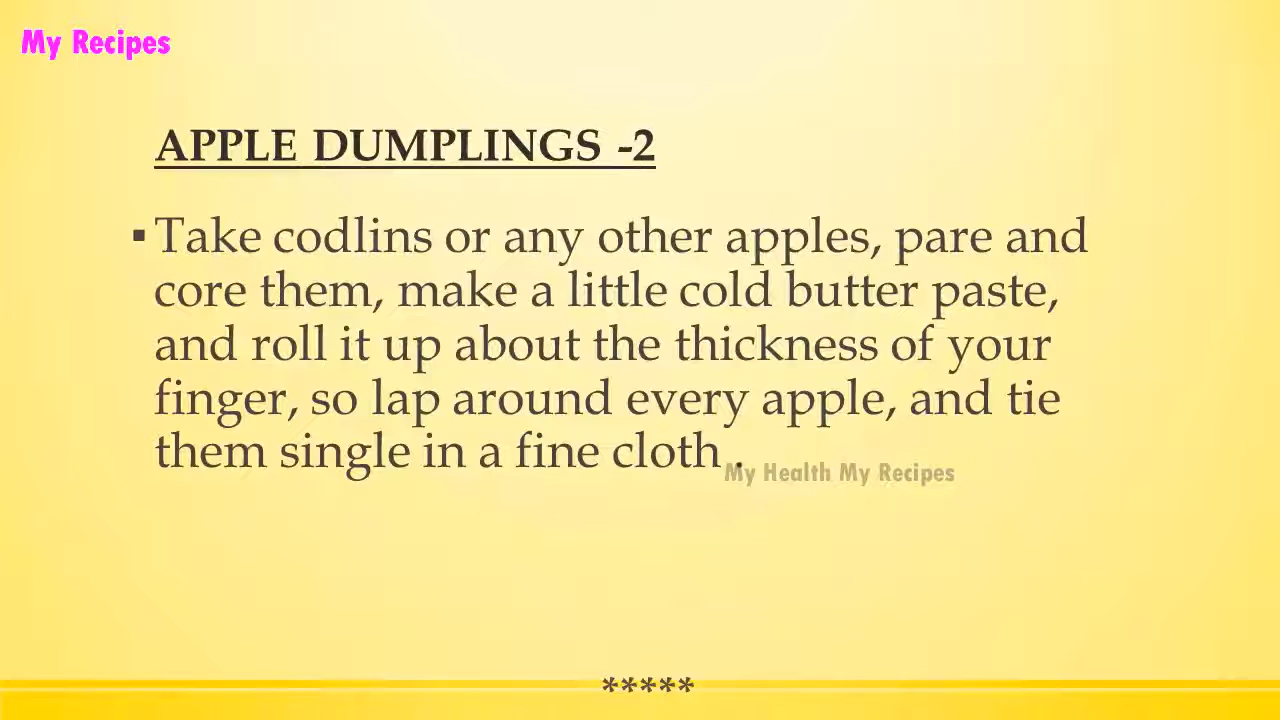 My Recipes
APPLE DUMPLINGS -2
▪Take codlins or any other apples, pare and
core them, make a little cold butter paste,
and roll it up about the thickness of your
finger, so lap around every apple, and tie
them single in a fine cloth .
My Health My Recipes
*****